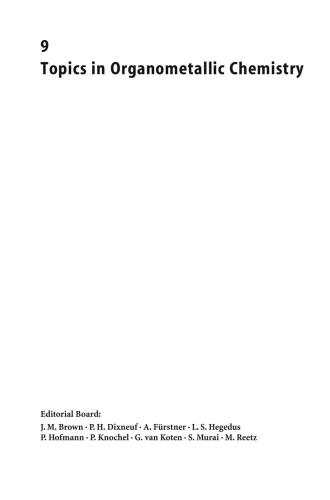 9
Topics in Organometallic Chemistry
Editorial Board:
J. M. Brown · P. H. Dixneuf · A. Fürstner · L. S. Hegedus
P. Hofmann · P. Knochel · G. van Koten · S. Murai · M. Reetz